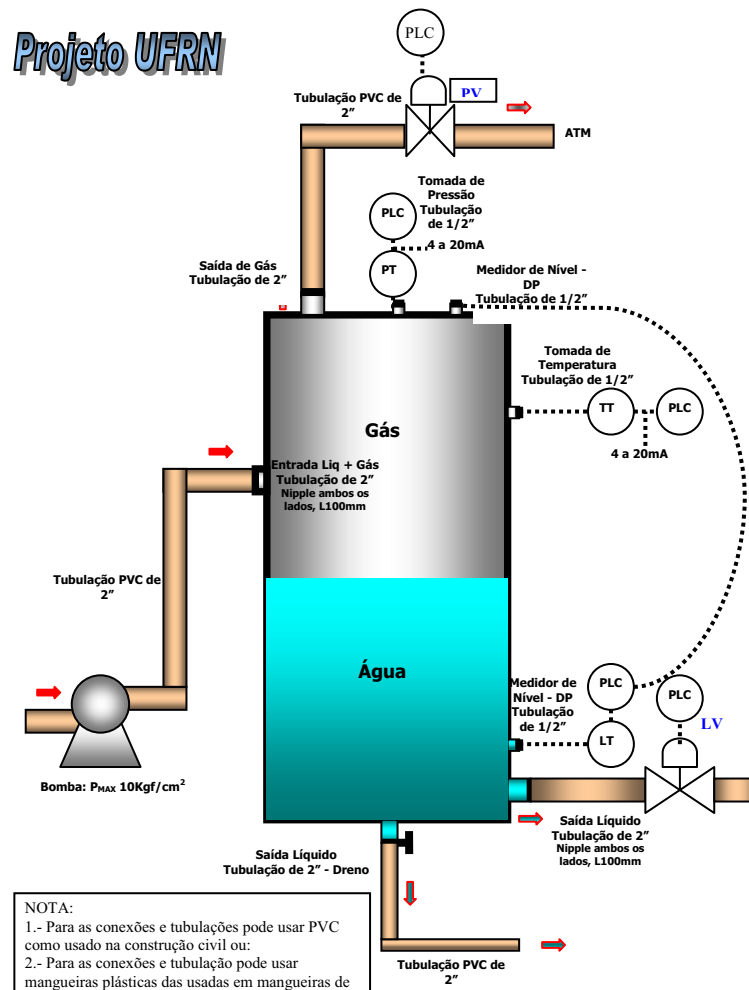 Projeto UFRN
PLC
Tubulação PVC de
2"
PV
ATM
Tomada de
Pressão
Tubulação
de 1/2"
PLC
4 a 20mA
PT
Saída de Gás
Tubulação de 2"
Medidor de Nível -
DP
Tubulação de 1/2"
Tomada de
Temperatura
Tubulação de 1/2"
TT
PLC
4 a 20mA
Gás
Entrada Liq + Gás
Tubulação de 2"
Nipple ambos os
lados, L100mm
Tubulação PVC de
2"
Água
Medidor de
Nível - DP
Tubulação
de 1/2"
PLC
PLC
LT
LV
Bomba: PMAX 10Kgf/cm²
Saída Líquido
Tubulação de 2"
Nipple ambos os
lados, L100mm
Saída Líquido
Tubulação de 2" - Dreno
Tubulação PVC de
2"
NOTA:
1.- Para as conexões e tubulações pode usar PVC
como usado na construção civil ou:
2.- Para as conexões e tubulação pode usar
mangueiras plásticas das usadas em mangueiras de